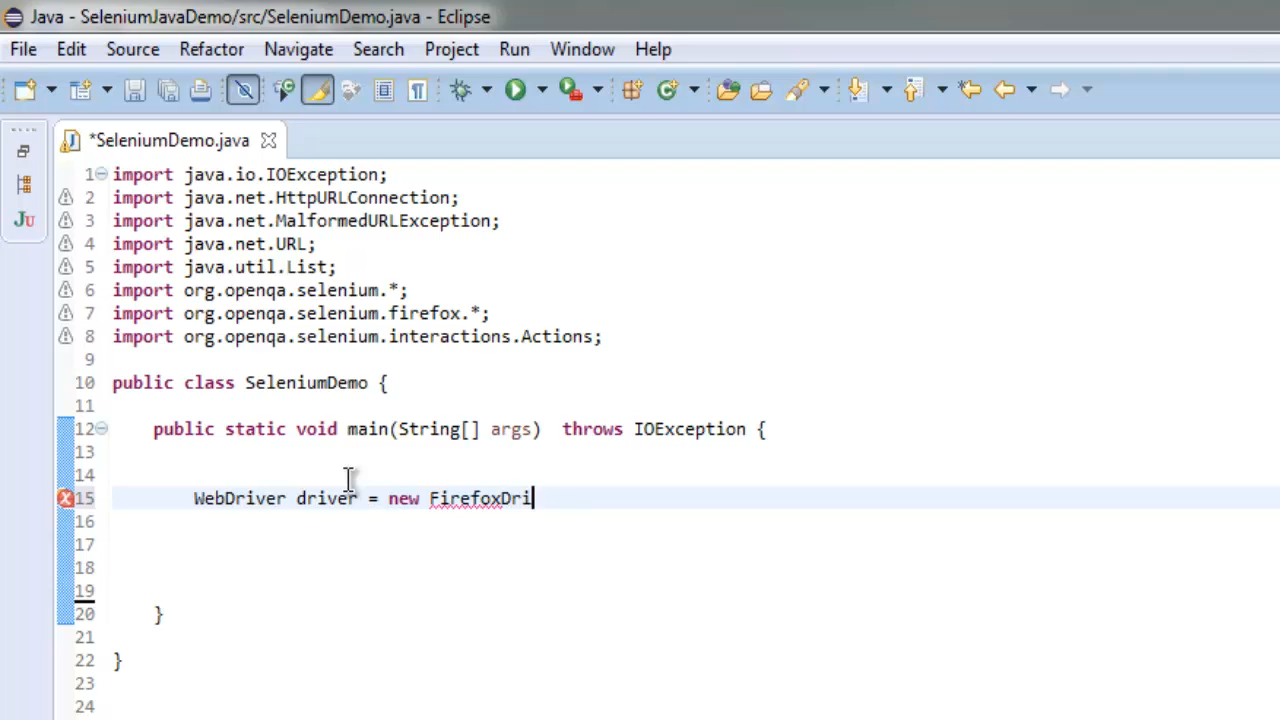 Java - SeleniumJavaDemo/src/SeleniumDemo.java - Eclipse
File Edit Source Refactor Navigate Search Project Run Window Help
*SeleniumDemo.java
1 import java.io.IOException;
2 import java.net.HttpURLConnection;
3 import java.net.MalformedURLException;
4 import java.net.URL;
5 import java.util.List;
6 import org.openqa.selenium.*;
7 import org.openqa.selenium.firefox.*;
8 import org.openqa.selenium.interactions.Actions;
9
10 public class SeleniumDemo {
11
12 public static void main(String[] args)  throws IOException {
13
14
15 WebDriver driver = new FirefoxDri
16
17
18
19
20 }
21
22 }
23
24
Ju